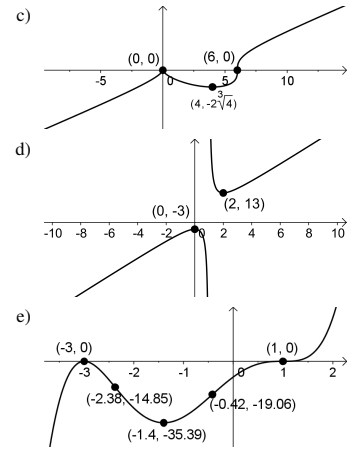 c)
(0, 0) (6, 0)
-5 0 5 10
(4, -2∛4)
d)
(0, -3) (2, 13)
-10 -8 -6 -4 -2 0 2 4 6 8 10
e)
(-3, 0) (1, 0)
-3 -2 -1 0 1 2
(-2.38, -14.85) (-0.42, -19.06)
(-1.4, -35.39)